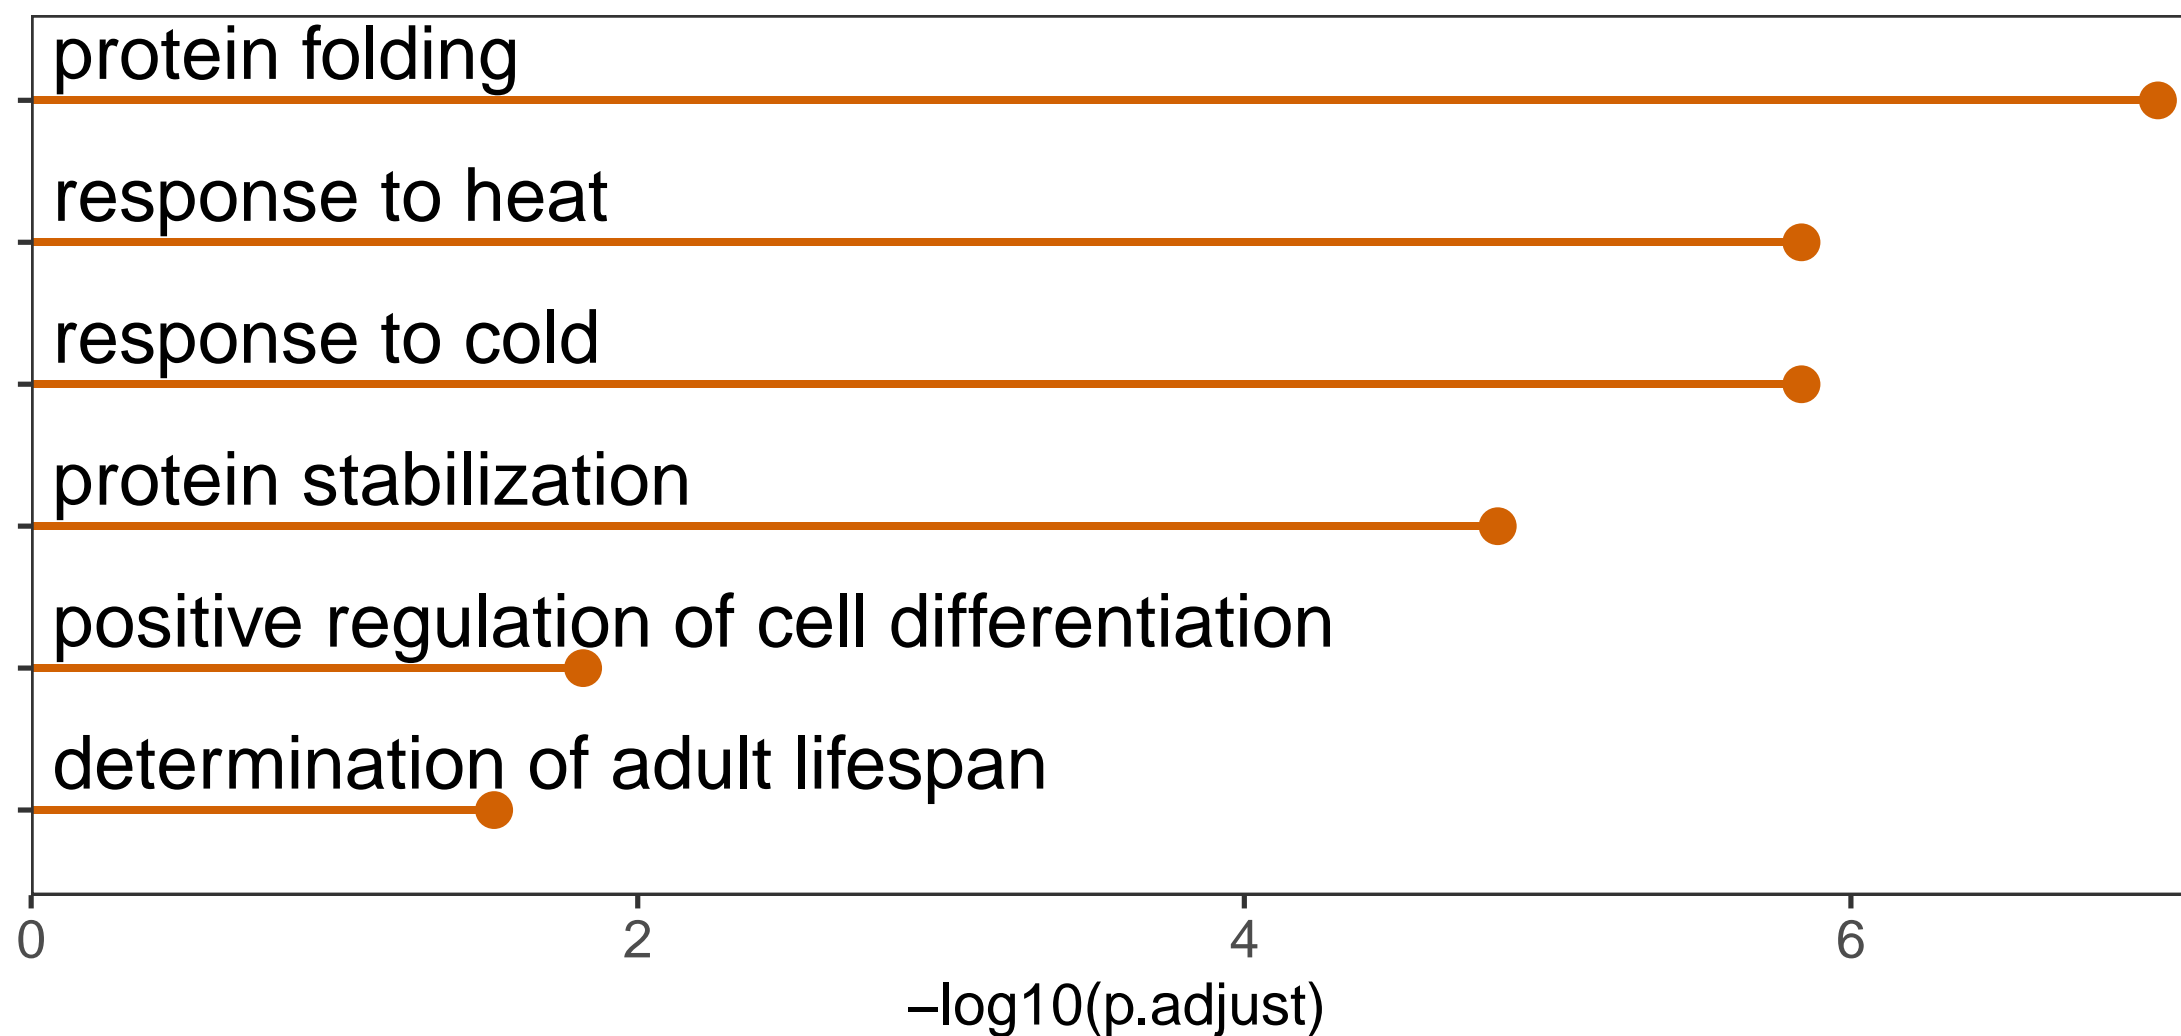 protein folding
response to heat
response to cold
protein stabilization
positive regulation of cell differentiation
determination of adult lifespan
0 2 4 6
−log10(p.adjust)